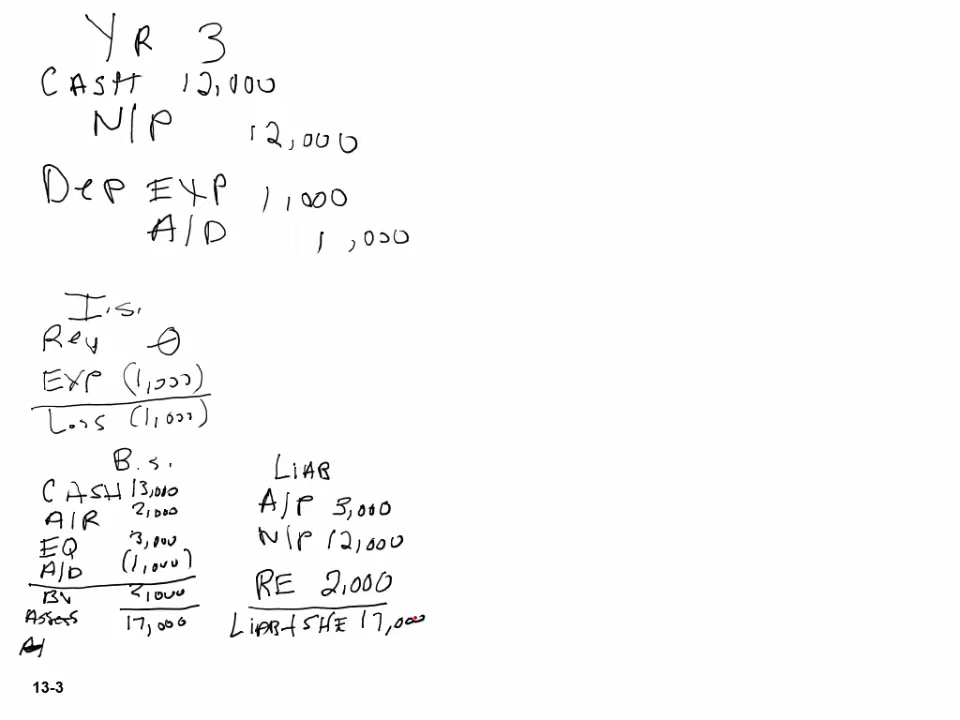 Yr 3
CASH 12,000
N/P 12,000
Dep EXP 1,000
A/D 1,000
I.S.
Rev 0
EXP (1,000)
Loss (1,000)
B.S.
CASH 13,000
A/R 2,000
EQ 3,000
A/D (1,000)
BV 2,000
Assets 17,000
LiAB
A/P 3,000
N/P 12,000
RE 2,000
LiAB + SHE 17,000
13-3